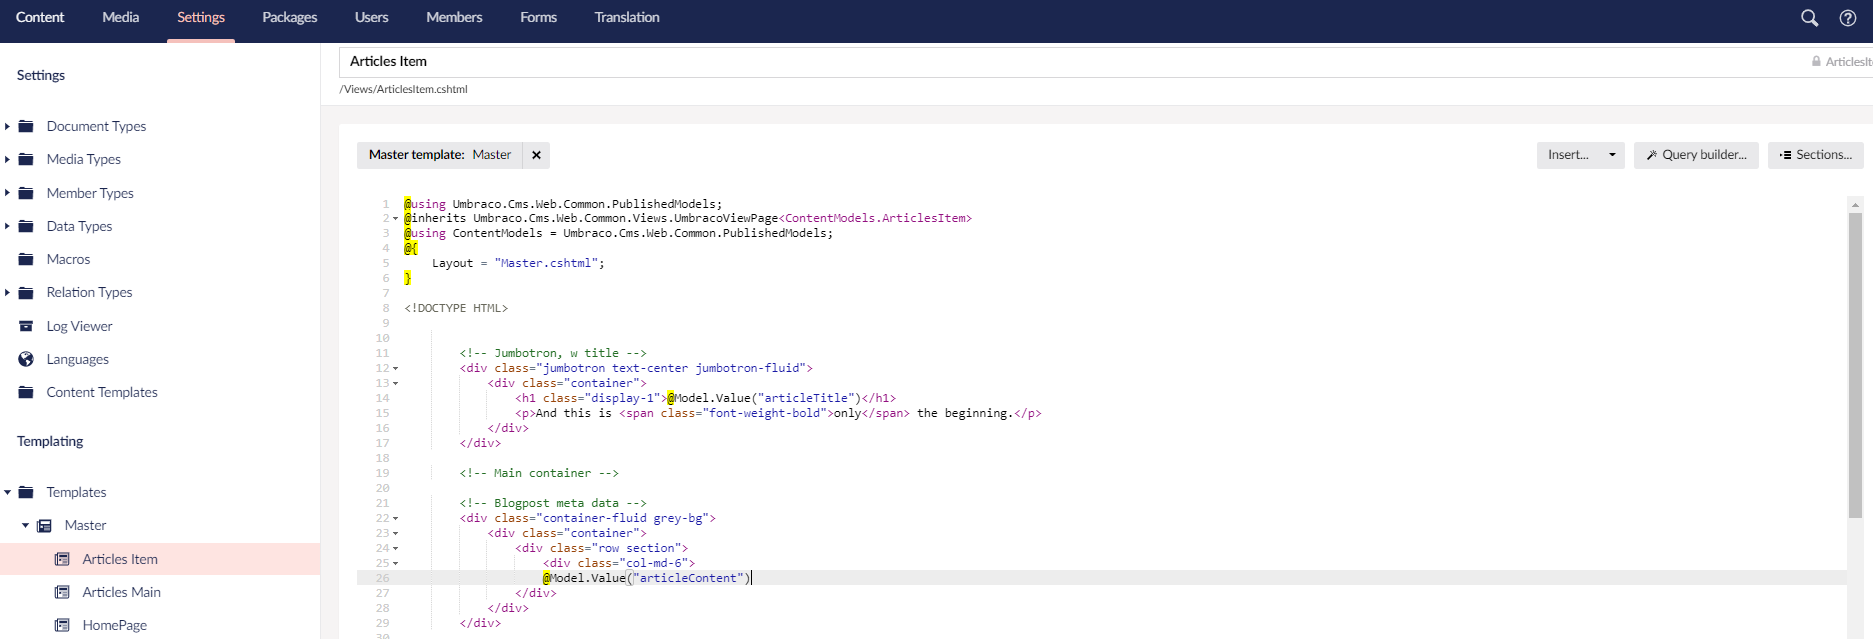 Content Media Settings Packages Users Members Forms Translation
Settings
Document Types
Media Types
Member Types
Data Types
Macros
Relation Types
Log Viewer
Languages
Content Templates
Templating
Templates
Master
Articles Item
Articles Main
HomePage
Articles Item
ArticlesIt
/Views/ArticlesItem.cshtml
Master template: Master ×
Insert... Query builder... Sections...
1 @using Umbraco.Cms.Web.Common.PublishedModels;
2 @inherits Umbraco.Cms.Web.Common.Views.UmbracoViewPage<ContentModels.ArticlesItem>
3 @using ContentModels = Umbraco.Cms.Web.Common.PublishedModels;
4 @{
5 Layout = "Master.cshtml";
6 }
7
8 <!DOCTYPE HTML>
9
10
11 <!-- Jumbotron, w title -->
12 <div class="jumbotron text-center jumbotron-fluid">
13 <div class="container">
14 <h1 class="display-1">@Model.Value("articleTitle")</h1>
15 <p>And this is <span class="font-weight-bold">only</span> the beginning.</p>
16 </div>
17 </div>
18
19 <!-- Main container -->
20
21 <!-- Blogpost meta data -->
22 <div class="container-fluid grey-bg">
23 <div class="container">
24 <div class="row section">
25 <div class="col-md-6">
26 @Model.Value("articleContent")
27 </div>
28 </div>
29 </div>
30